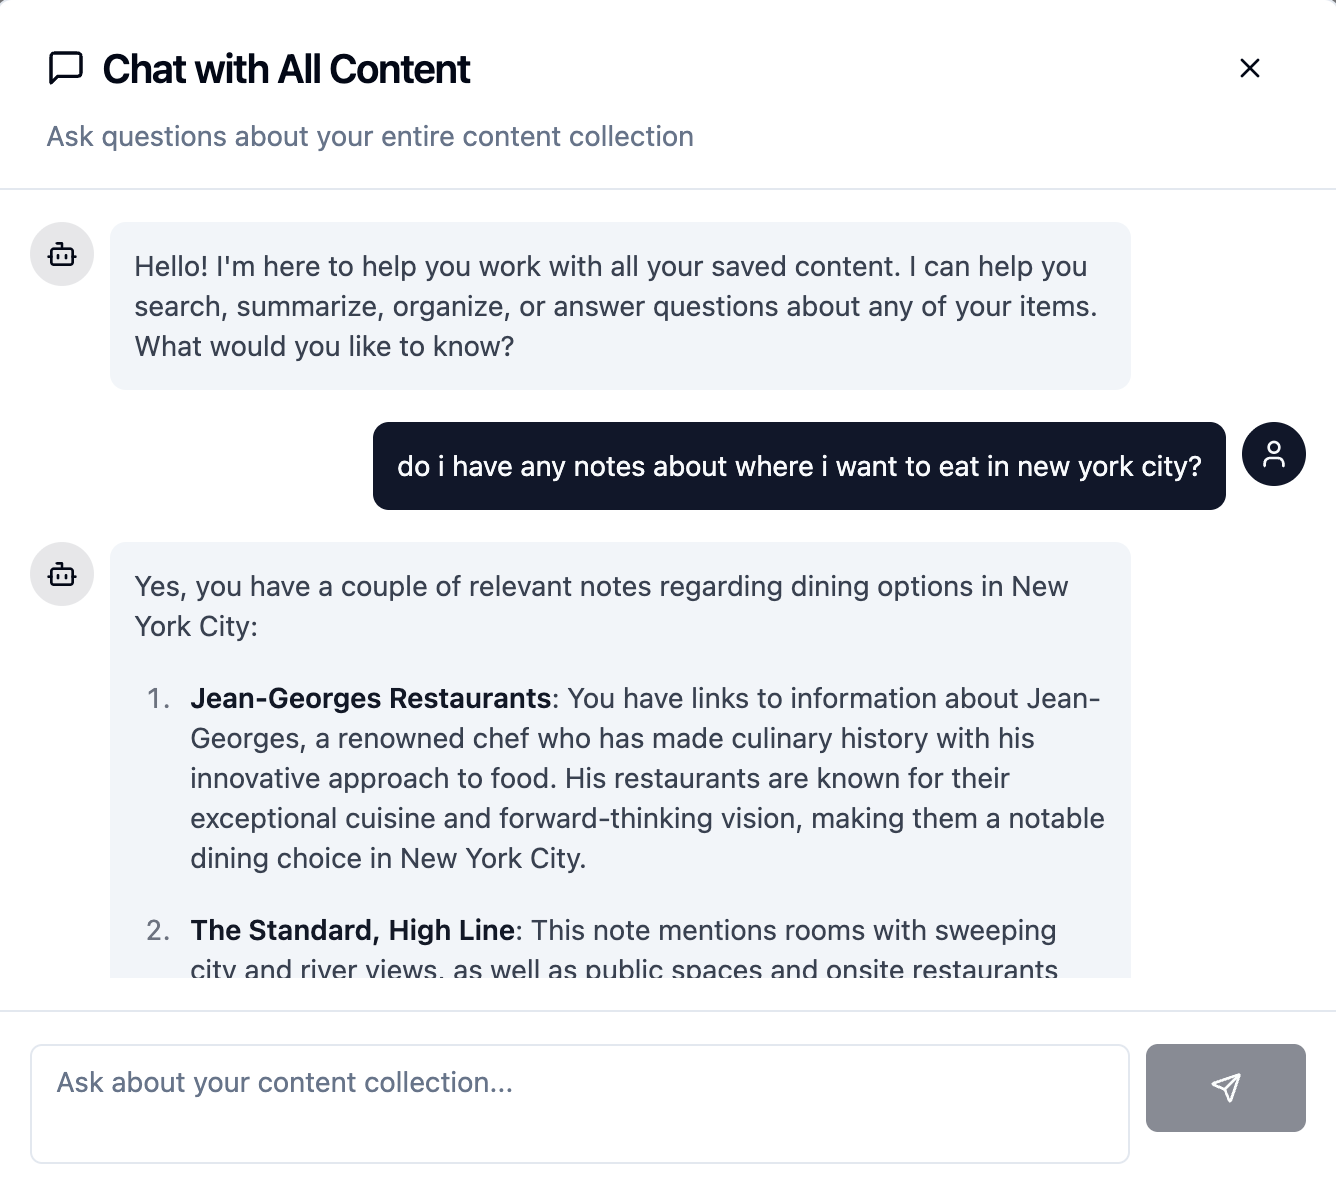 Chat with All Content
Ask questions about your entire content collection
Hello! I'm here to help you work with all your saved content. I can help you
search, summarize, organize, or answer questions about any of your items.
What would you like to know?
do i have any notes about where i want to eat in new york city?
Yes, you have a couple of relevant notes regarding dining options in New
York City:
1. Jean-Georges Restaurants: You have links to information about Jean-
Georges, a renowned chef who has made culinary history with his
innovative approach to food. His restaurants are known for their
exceptional cuisine and forward-thinking vision, making them a notable
dining choice in New York City.
2. The Standard, High Line: This note mentions rooms with sweeping
city and river views, as well as public spaces and onsite restaurants
Ask about your content collection...